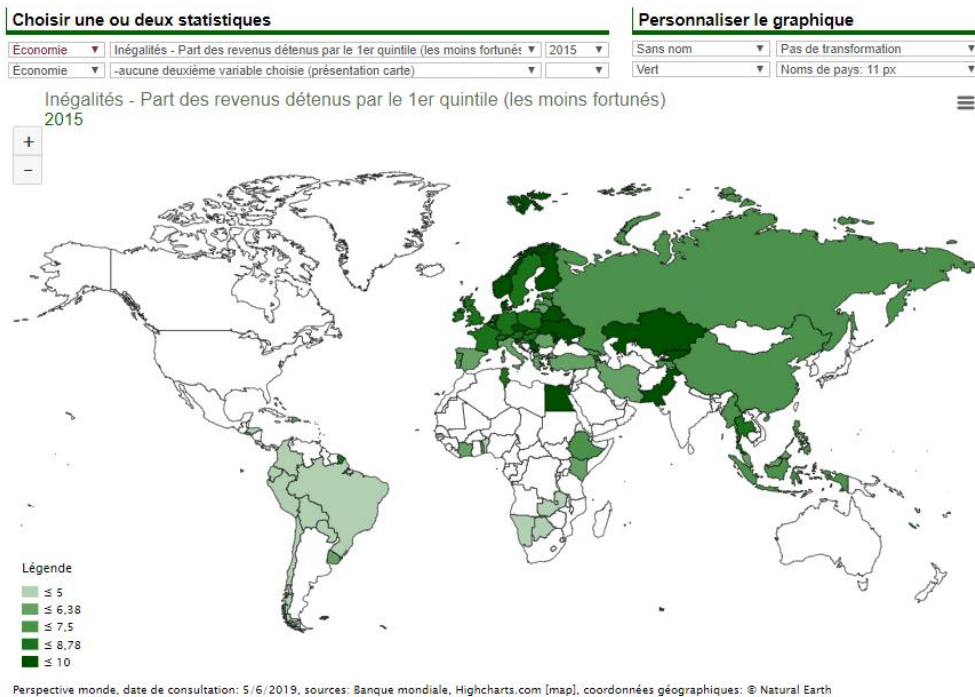 Choisir une ou deux statistiques
Personnaliser le graphique
Économie ▼ Inégalités - Part des revenus détenus par le 1er quintile (les moins fortunés ▼ 2015 ▼
Sans nom ▼ Pas de transformation ▼
Économie ▼ -aucune deuxième variable choisie (présentation carte) ▼ ▼
Vert ▼ Noms de pays: 11 px ▼
Inégalités - Part des revenus détenus par le 1er quintile (les moins fortunés)
2015
+
−
Légende
≤ 5
≤ 6,38
≤ 7,5
≤ 8,78
≤ 10
Perspective monde, date de consultation: 5/6/2019, sources: Banque mondiale, Highcharts.com [map], coordonnées géographiques: © Natural Earth